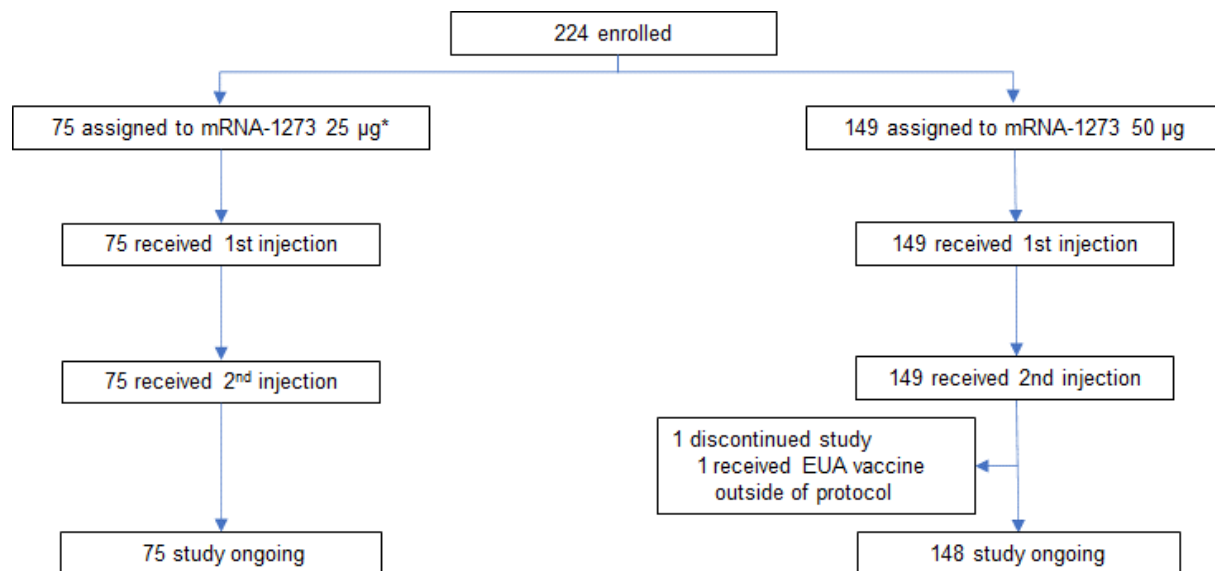 224 enrolled
75 assigned to mRNA-1273 25 µg*
149 assigned to mRNA-1273 50 µg
75 received 1st injection
149 received 1st injection
75 received 2nd injection
149 received 2nd injection
1 discontinued study
1 received EUA vaccine
outside of protocol
75 study ongoing
148 study ongoing